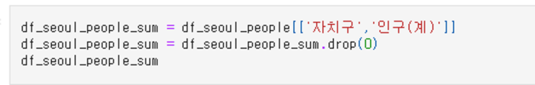 df_seoul_people_sum = df_seoul_people[['자치구','인구(계)']]
df_seoul_people_sum = df_seoul_people_sum.drop(0)
df_seoul_people_sum